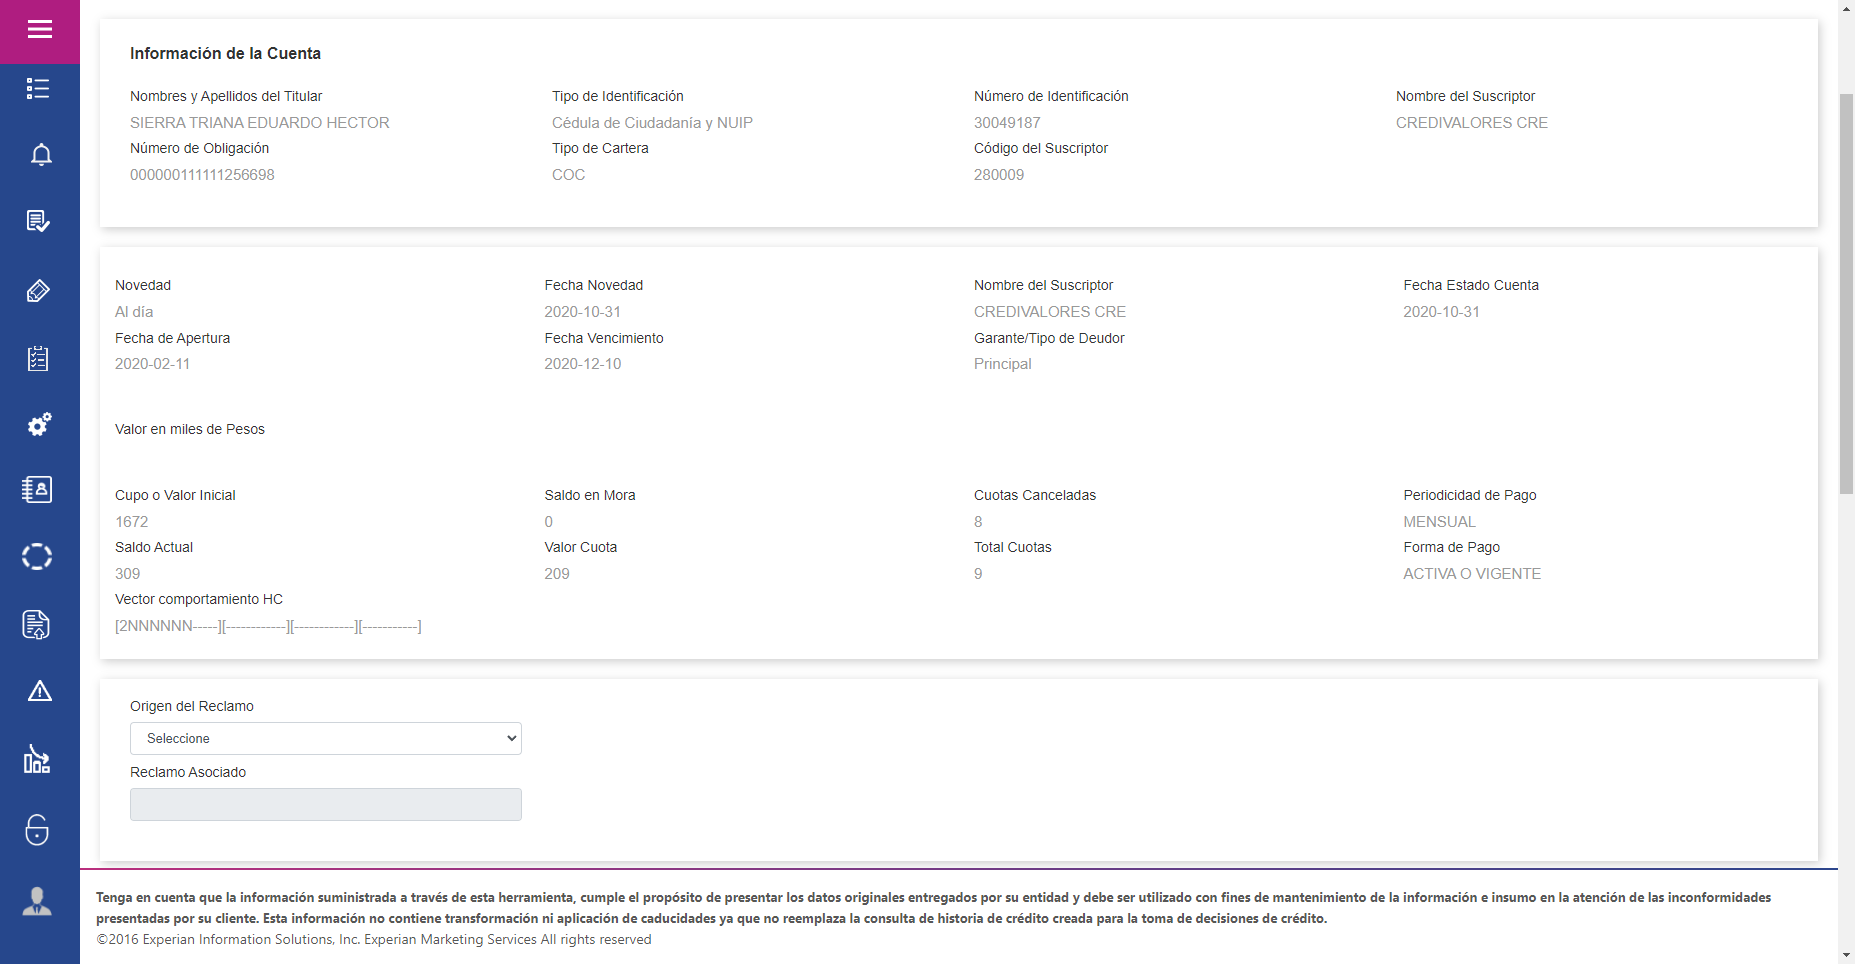 Información de la Cuenta
Nombres y Apellidos del Titular
Tipo de Identificación
Número de Identificación
Nombre del Suscriptor
SIERRA TRIANA EDUARDO HECTOR
Cédula de Ciudadanía y NUIP
30049187
CREDIVALORES CRE
Número de Obligación
Tipo de Cartera
Código del Suscriptor
000000111111256698
COC
280009
Novedad
Fecha Novedad
Nombre del Suscriptor
Fecha Estado Cuenta
Al día
2020-10-31
CREDIVALORES CRE
2020-10-31
Fecha de Apertura
Fecha Vencimiento
Garante/Tipo de Deudor
2020-02-11
2020-12-10
Principal
Valor en miles de Pesos
Cupo o Valor Inicial
Saldo en Mora
Cuotas Canceladas
Periodicidad de Pago
1672
0
8
MENSUAL
Saldo Actual
Valor Cuota
Total Cuotas
Forma de Pago
309
209
9
ACTIVA O VIGENTE
Vector comportamiento HC
[2NNNNNN-----][------------][------------][-----------]
Origen del Reclamo
Seleccione
Reclamo Asociado
Tenga en cuenta que la información suministrada a través de esta herramienta, cumple el propósito de presentar los datos originales entregados por su entidad y debe ser utilizado con fines de mantenimiento de la información e insumo en la atención de las inconformidades
presentadas por su cliente. Esta información no contiene transformación ni aplicación de caducidades ya que no reemplaza la consulta de historia de crédito creada para la toma de decisiones de crédito.
©2016 Experian Information Solutions, Inc. Experian Marketing Services All rights reserved